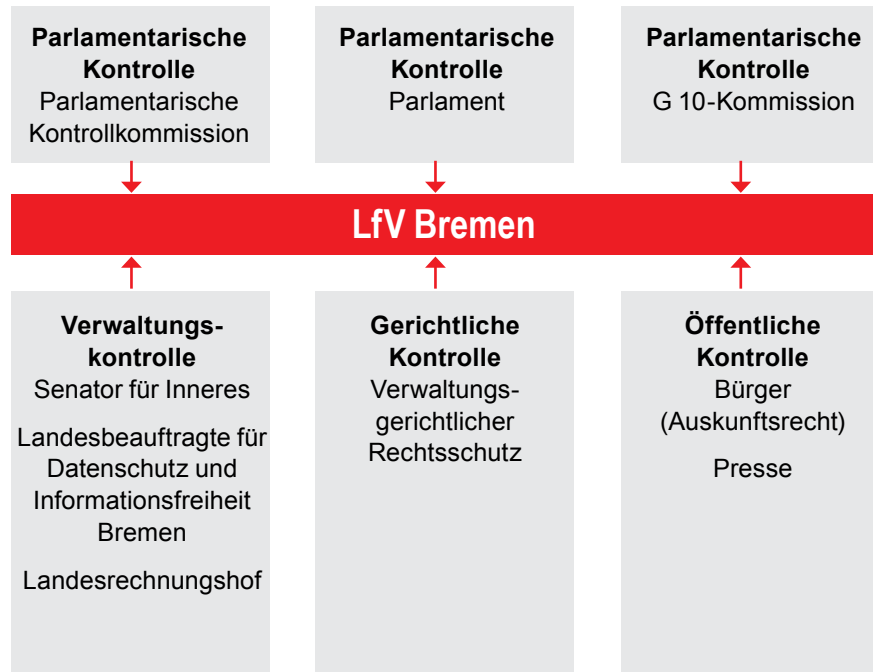 Parlamentarische
Kontrolle
Parlamentarische
Kontrollkommission
Parlamentarische
Kontrolle
Parlament
Parlamentarische
Kontrolle
G 10-Kommission
LfV Bremen
Verwaltungs-
kontrolle
Senator für Inneres
Landesbeauftragte für
Datenschutz und
Informationsfreiheit
Bremen
Landesrechnungshof
Gerichtliche
Kontrolle
Verwaltungs-
gerichtlicher
Rechtsschutz
Öffentliche
Kontrolle
Bürger
(Auskunftsrecht)
Presse